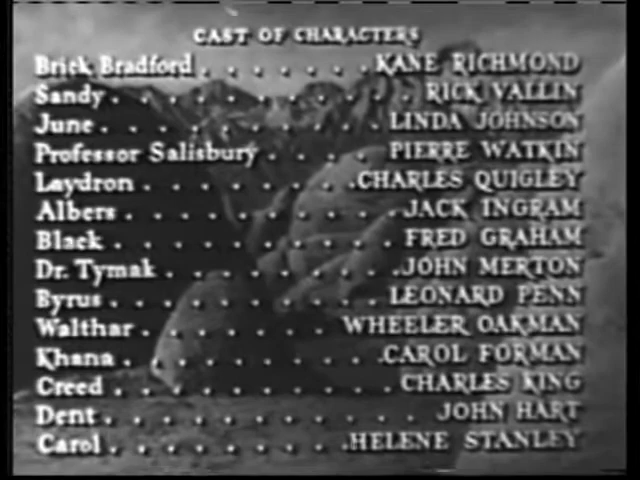 CAST OF CHARACTERS
Brick Bradford . . . . . . . KANE RICHMOND
Sandy . . . . . . . . . . . RICK VALLIN
June . . . . . . . . . . . LINDA JOHNSON
Professor Salisbury . . . . PIERRE WATKIN
Laydron . . . . . . . . . CHARLES QUIGLEY
Albers . . . . . . . . . . . JACK INGRAM
Black . . . . . . . . . . . FRED GRAHAM
Dr. Tymak . . . . . . . . . JOHN MERTON
Byrus . . . . . . . . . . . LEONARD PENN
Walthar . . . . . . . . WHEELER OAKMAN
Khana . . . . . . . . . . . CAROL FORMAN
Creed . . . . . . . . . . . CHARLES KING
Dent . . . . . . . . . . . . JOHN HART
Carol . . . . . . . . . . HELENE STANLEY